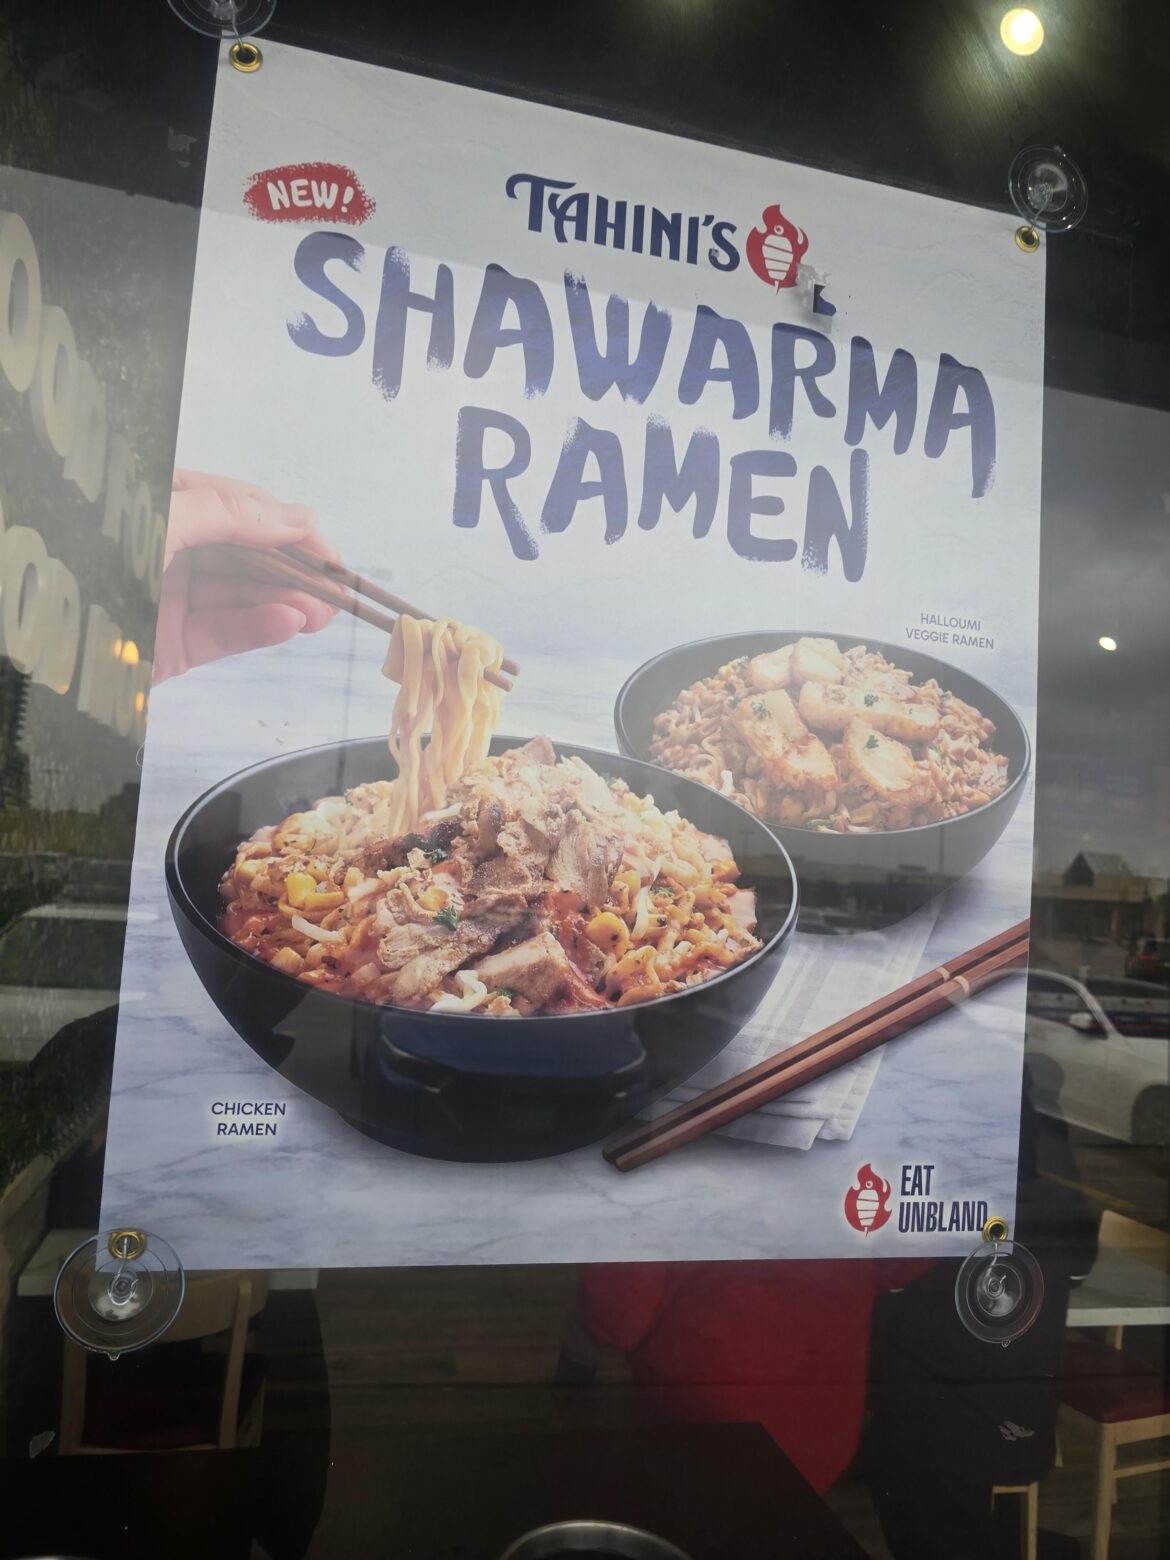 NEW!
TAHINI'S
SHAWARMA
RAMEN
HALLOUMI
VEGGIE RAMEN
CHICKEN
RAMEN
EAT
UNBLAND